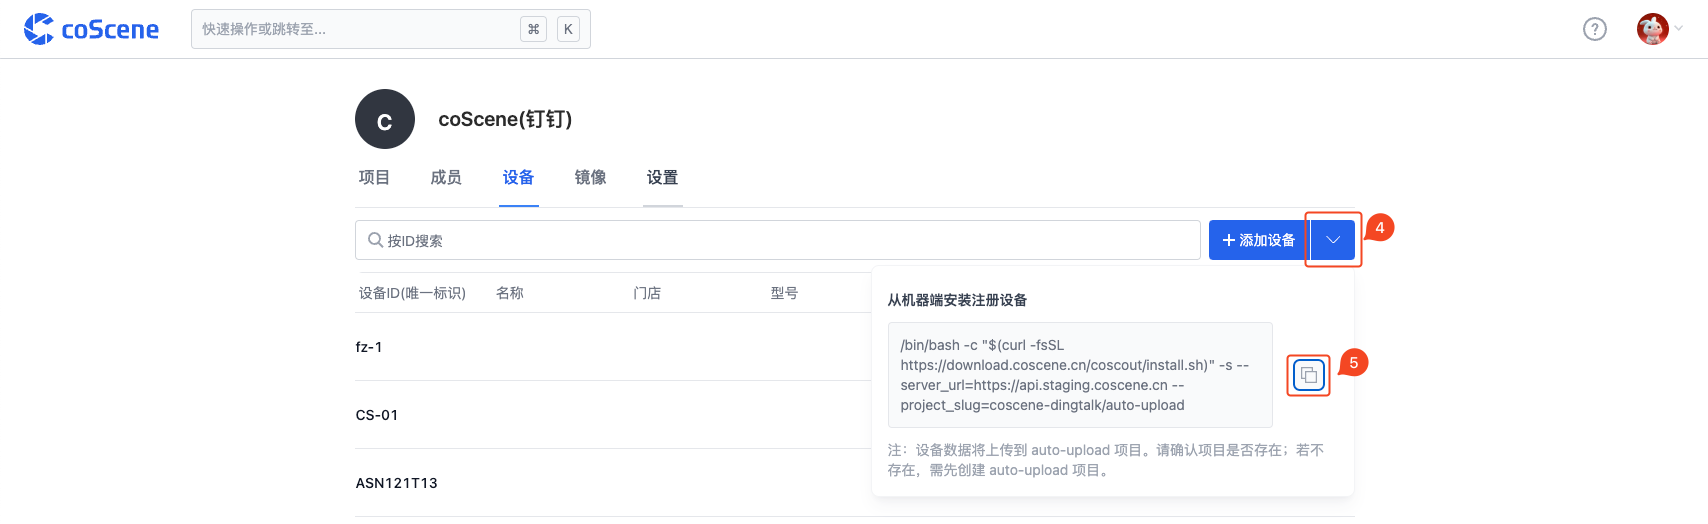 coScene
快速操作或跳转至...
⌘
K
?
C
coScene(钉钉)
项目
成员
设备
镜像
设置
按ID搜索
添加设备
4
设备ID(唯一标识)
名称
门店
型号
从机器端安装注册设备
/bin/bash -c "$(curl -fsSL
https://download.coscene.cn/coscout/install.sh)" -s --
server_url=https://api.staging.coscene.cn --
project_slug=coscene-dingtalk/auto-upload
5
注：设备数据将上传到 auto-upload 项目。请确认项目是否存在；若不
存在，需先创建 auto-upload 项目。
fz-1
CS-01
ASN121T13